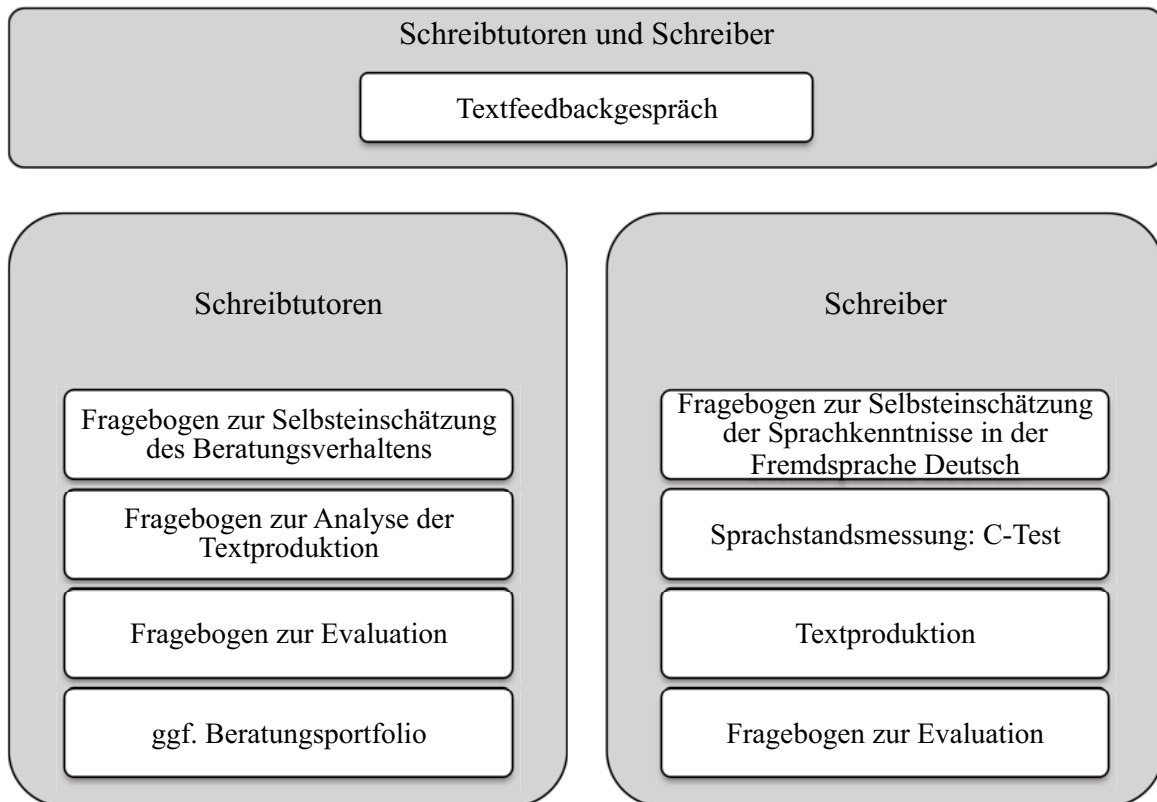 Schreibtutoren und Schreiber
Textfeedbackgespräch
Schreibtutoren
Fragebogen zur Selbsteinschätzung
des Beratungsverhaltens
Fragebogen zur Analyse der
Textproduktion
Fragebogen zur Evaluation
ggf. Beratungsportfolio
Schreiber
Fragebogen zur Selbsteinschätzung
der Sprachkenntnisse in der
Fremdsprache Deutsch
Sprachstandsmessung: C-Test
Textproduktion
Fragebogen zur Evaluation